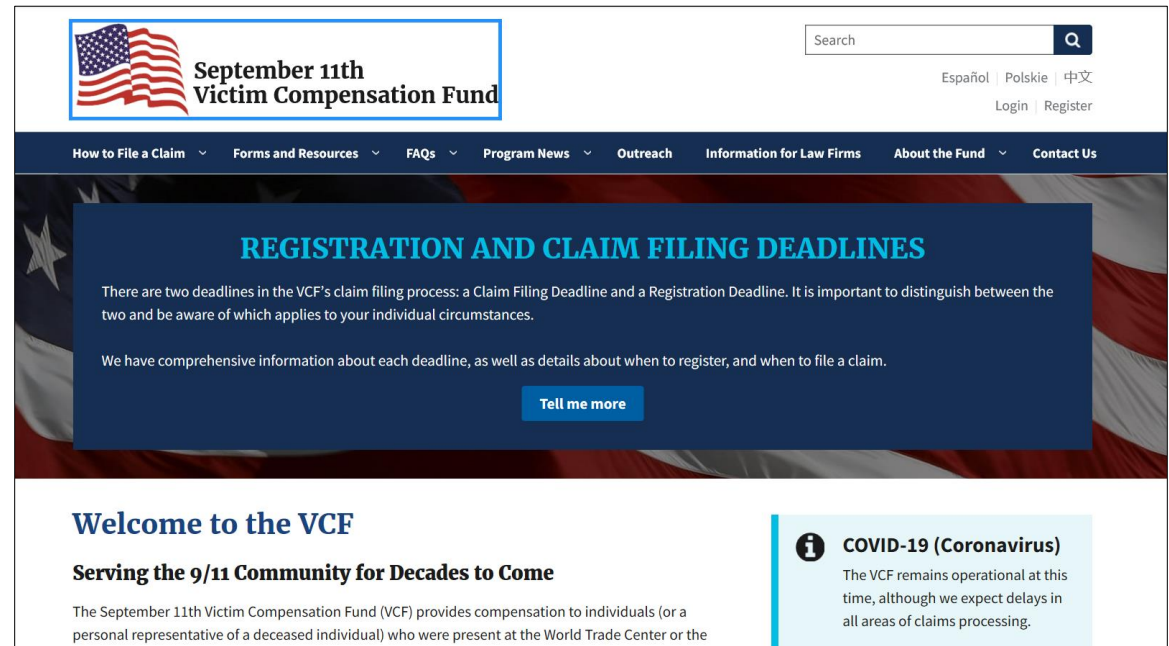 September 11th
Victim Compensation Fund
Search
Español | Polskie | 中文
Login | Register
How to File a Claim Forms and Resources FAQs Program News Outreach Information for Law Firms About the Fund Contact Us
REGISTRATION AND CLAIM FILING DEADLINES
There are two deadlines in the VCF's claim filing process: a Claim Filing Deadline and a Registration Deadline. It is important to distinguish between the
two and be aware of which applies to your individual circumstances.
We have comprehensive information about each deadline, as well as details about when to register, and when to file a claim.
Tell me more
Welcome to the VCF
Serving the 9/11 Community for Decades to Come
The September 11th Victim Compensation Fund (VCF) provides compensation to individuals (or a
personal representative of a deceased individual) who were present at the World Trade Center or the
COVID-19 (Coronavirus)
The VCF remains operational at this
time, although we expect delays in
all areas of claims processing.